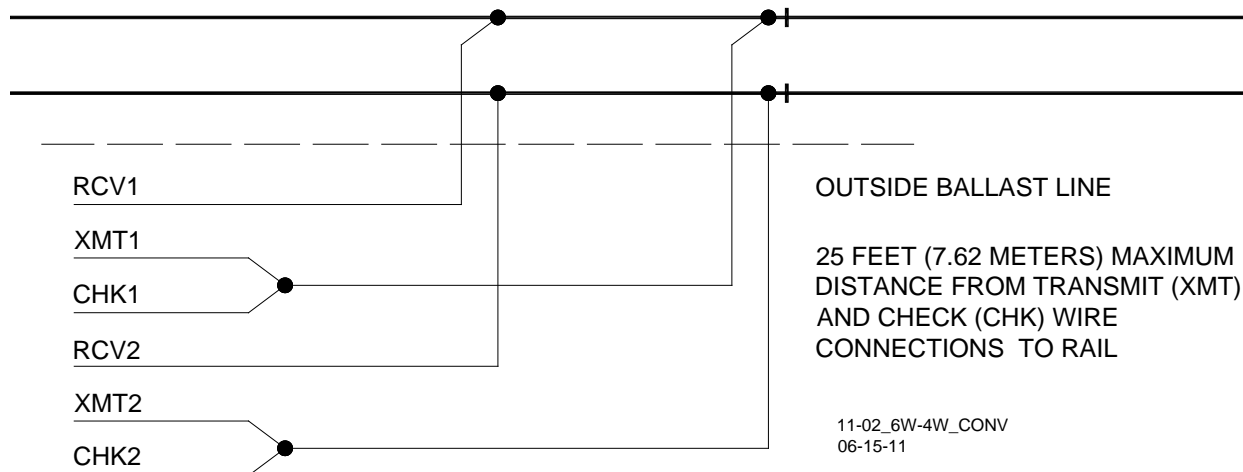 RCV1
XMT1
CHK1
RCV2
XMT2
CHK2
OUTSIDE BALLAST LINE
25 FEET (7.62 METERS) MAXIMUM
DISTANCE FROM TRANSMIT (XMT)
AND CHECK (CHK) WIRE
CONNECTIONS TO RAIL
11-02_6W-4W_CONV
06-15-11